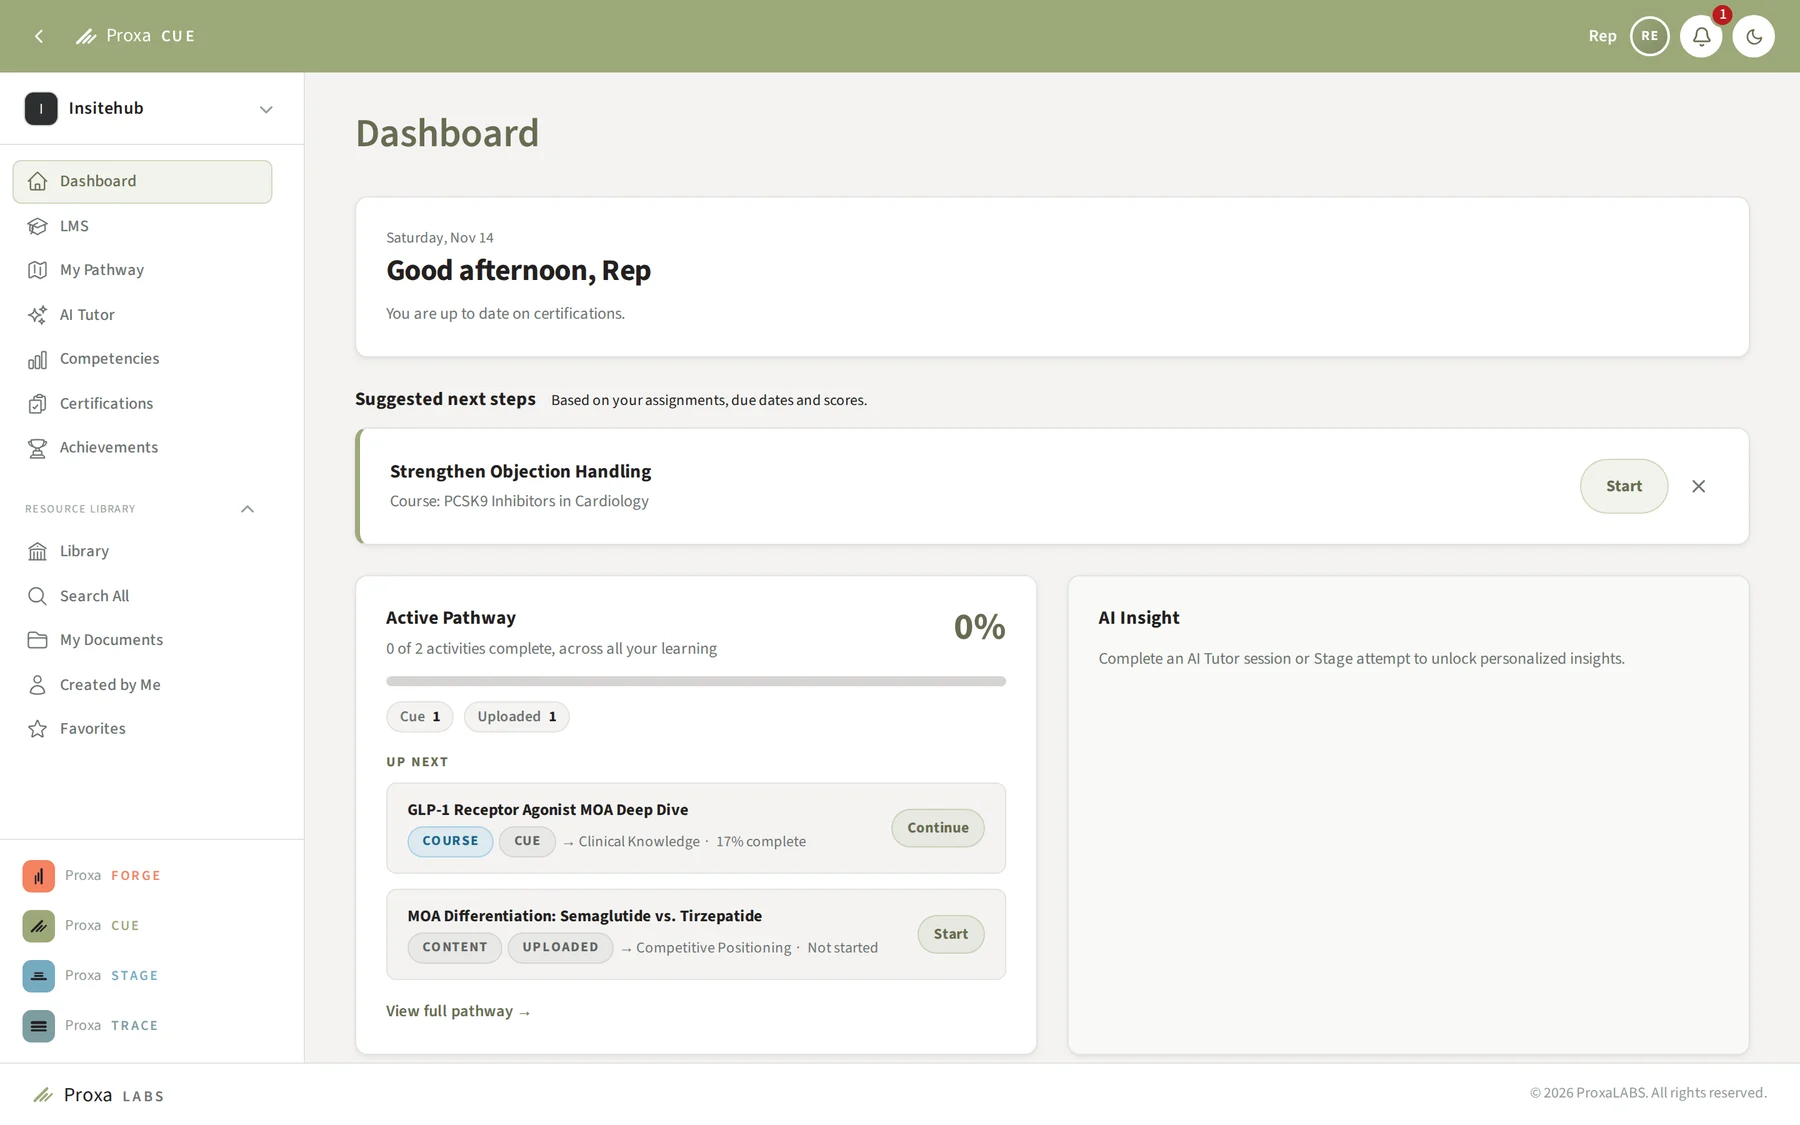 Proxa CUE
Rep
RE
1
I
Insitehub
Dashboard
LMS
My Pathway
AI Tutor
Competencies
Certifications
Achievements
RESOURCE LIBRARY
Library
Search All
My Documents
Created by Me
Favorites
Proxa FORGE
Proxa CUE
Proxa STAGE
Proxa TRACE
Dashboard
Saturday, Nov 14
Good afternoon, Rep
You are up to date on certifications.
Suggested next steps Based on your assignments, due dates and scores.
Strengthen Objection Handling
Course: PCSK9 Inhibitors in Cardiology
Start
Active Pathway
0%
0 of 2 activities complete, across all your learning
Cue 1 Uploaded 1
UP NEXT
GLP-1 Receptor Agonist MOA Deep Dive
COURSE CUE → Clinical Knowledge · 17% complete
Continue
MOA Differentiation: Semaglutide vs. Tirzepatide
CONTENT UPLOADED → Competitive Positioning · Not started
Start
View full pathway →
AI Insight
Complete an AI Tutor session or Stage attempt to unlock personalized insights.
Proxa LABS
© 2026 ProxaLABS. All rights reserved.